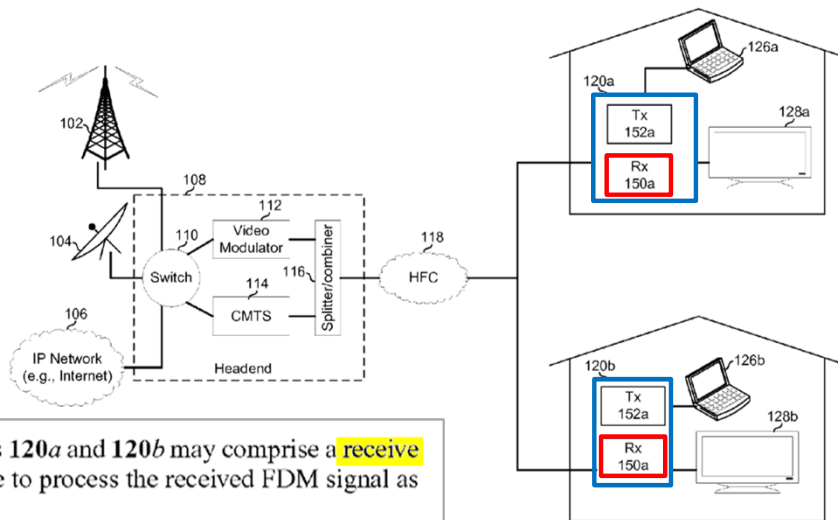 102
104
106
IP Network
(e.g., Internet)
108
110
Switch
112
Video
Modulator
114
CMTS
116
Splitter/combiner
Headend
118
HFC
120a
Tx
152a
Rx
150a
126a
128a
120b
Tx
152a
Rx
150a
126b
128b
s 120a and 120b may comprise a receive
e to process the received FDM signal as